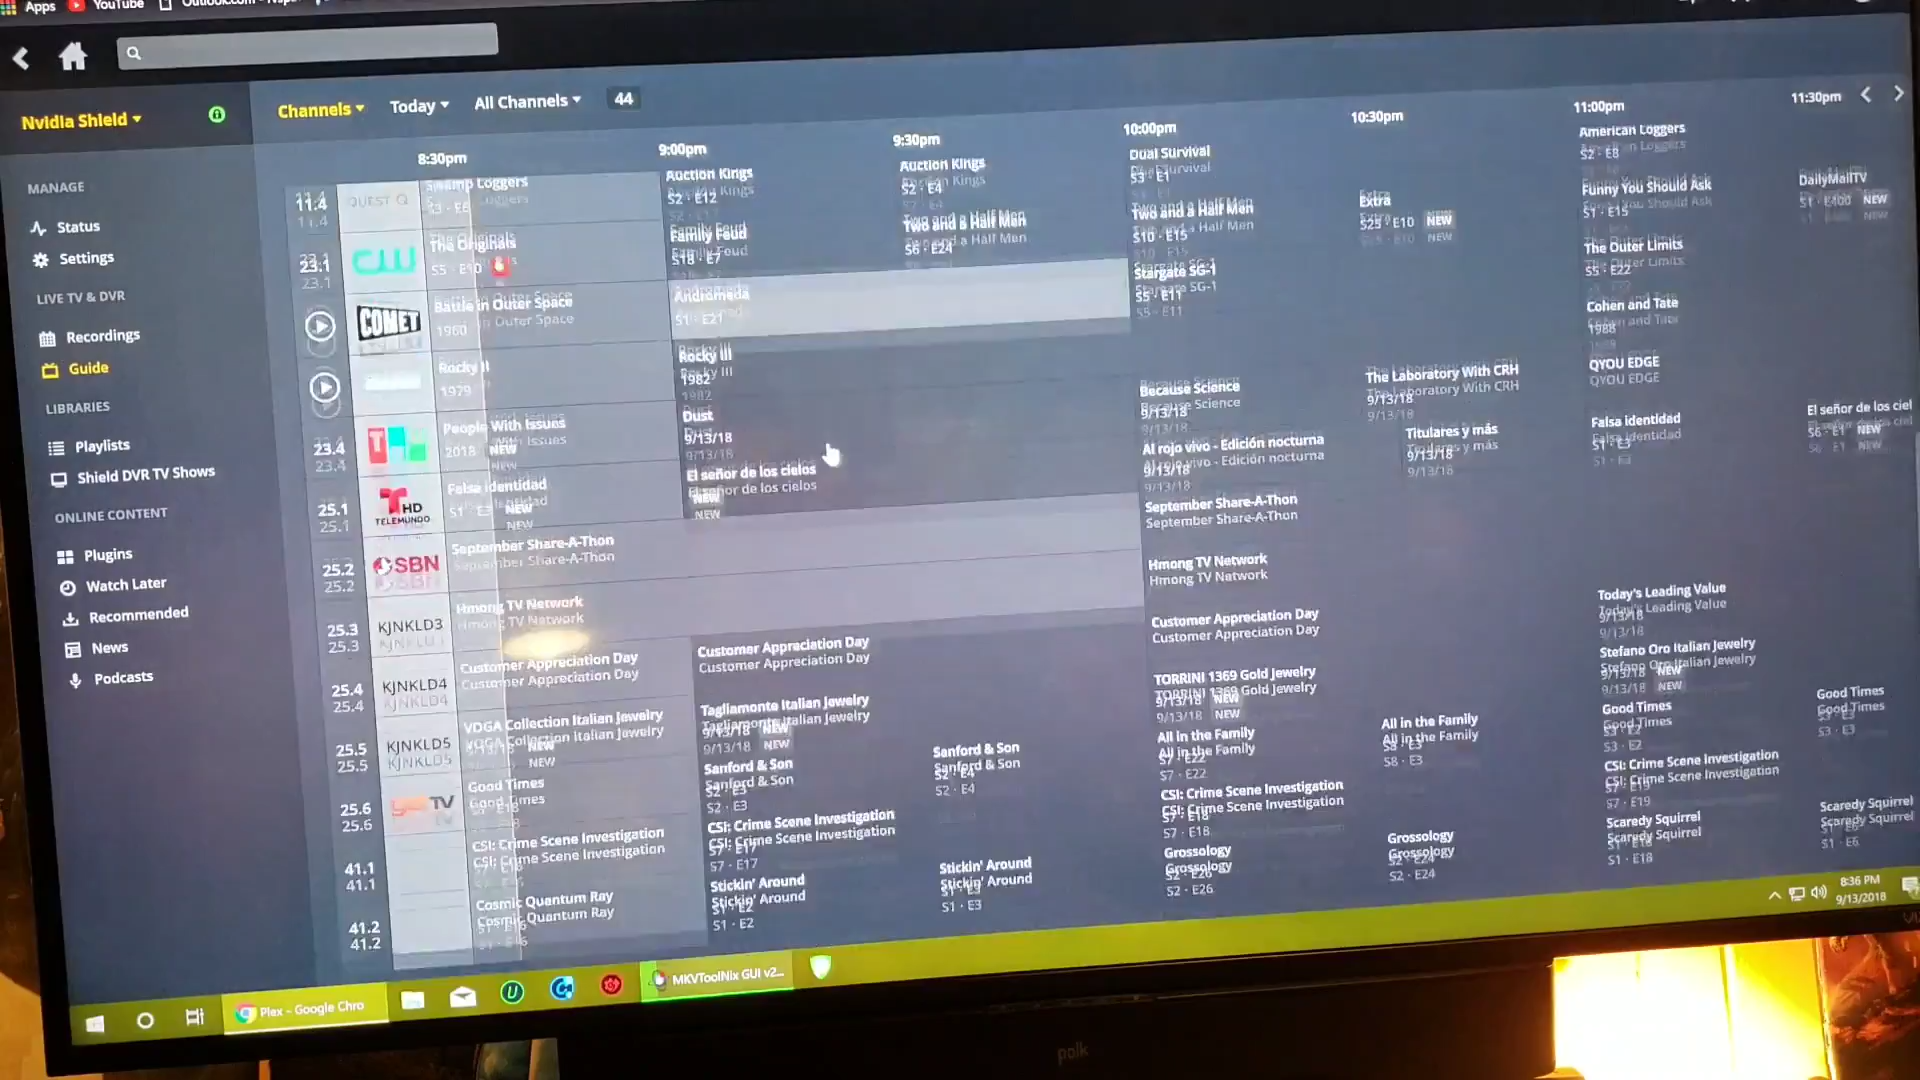 Apps YouTube Outlook.com
Nvidia Shield
Channels Today All Channels 44
MANAGE
Status
Settings
LIVE TV & DVR
Recordings
Guide
LIBRARIES
Playlists
Shield DVR TV Shows
ONLINE CONTENT
Plugins
Watch Later
Recommended
News
Podcasts
8:30pm 9:00pm 9:30pm 10:00pm 10:30pm 11:00pm 11:30pm
11.4 QUEST Swamp Loggers Auction Kings Auction Kings Dual Survival American Loggers
S3 · E6 S2 · E12 S2 · E4 S3 · E1 S2 · E8
23.1 CW The Originals Family Feud Two and a Half Men Two and a Half Men Extra Funny You Should Ask DailyMailTV
S5 · E10 S18 · E7 S6 · E24 S10 · E15 S25 · E10 NEW S1 · E15 S1 · E400 NEW
COMET Battle in Outer Space Andromeda Stargate SG-1 The Outer Limits
1960 S1 · E21 S5 · E11 S5 · E22
Rocky II Rocky III Cohen and Tate
1979 1982 1988
23.4 People With Issues Dust Because Science The Laboratory With CRH QYOU EDGE
2018 NEW 9/13/18 9/13/18 9/13/18
25.1 HD TELEMUNDO Falsa identidad El señor de los cielos Al rojo vivo - Edición nocturna Titulares y más Falsa identidad El señor de los ciel
S1 · E3 NEW NEW 9/13/18 9/13/18 S1 · E3 S6 · E1 NEW
25.2 SBN September Share-A-Thon September Share-A-Thon
25.3 KJNKLD3 Hmong TV Network Hmong TV Network
25.4 KJNKLD4 Customer Appreciation Day Customer Appreciation Day Customer Appreciation Day Today's Leading Value
9/13/18
25.5 KJNKLD5 VDGA Collection Italian Jewelry Tagliamonte Italian Jewelry TORRINI 1369 Gold Jewelry Stefano Oro Italian Jewelry
NEW 9/13/18 NEW 9/13/18 NEW 9/13/18 NEW
25.6 TV Good Times Sanford & Son Sanford & Son All in the Family All in the Family Good Times Good Times
S2 · E3 S2 · E4 S7 · E22 S8 · E3 S3 · E2 S3 · E3
41.1 CSI: Crime Scene Investigation CSI: Crime Scene Investigation CSI: Crime Scene Investigation CSI: Crime Scene Investigation
S7 · E17 S7 · E18 S7 · E19
41.2 Cosmic Quantum Ray Stickin' Around Stickin' Around Grossology Grossology Scaredy Squirrel Scaredy Squirrel
S1 · E2 S1 · E3 S2 · E26 S2 · E24 S1 · E18 S1 · E6
Plex - Google Chro MKVToolNix GUI v2...
8:36 PM
9/13/2018
polk